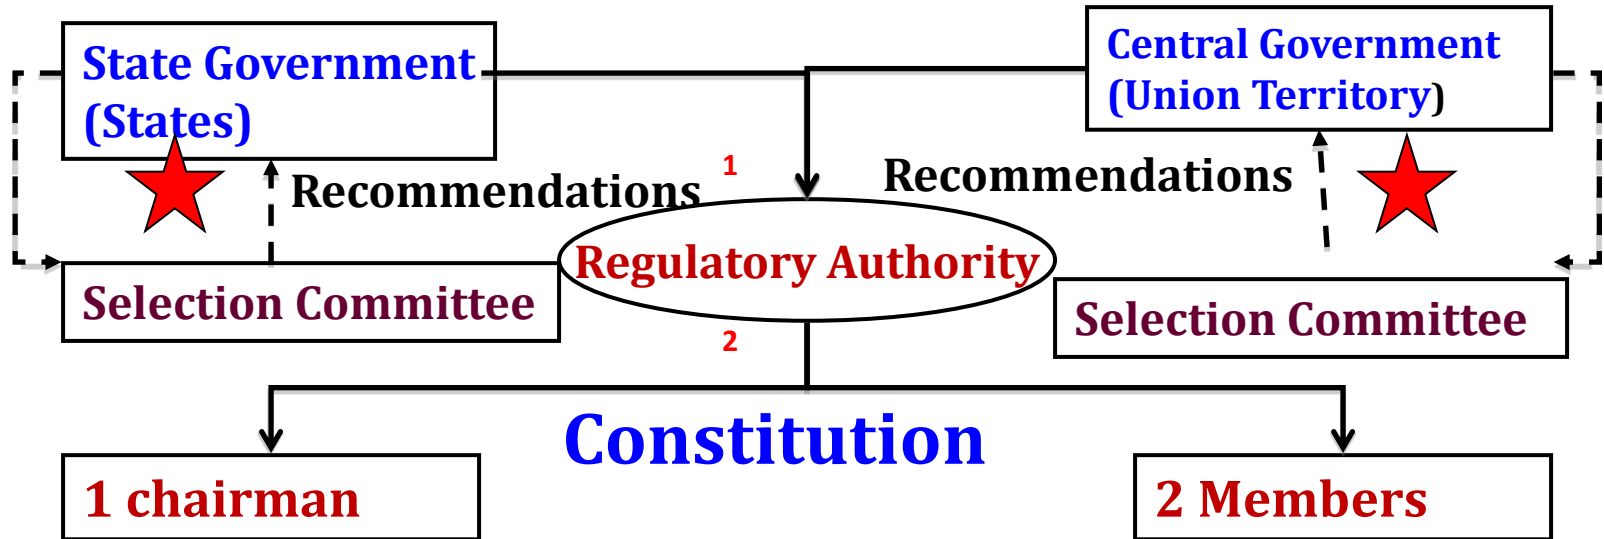 State Government
(States)
Central Government
(Union Territory)
1
Recommendations
Recommendations
Regulatory Authority
Selection Committee
Selection Committee
2
Constitution
1 chairman
2 Members